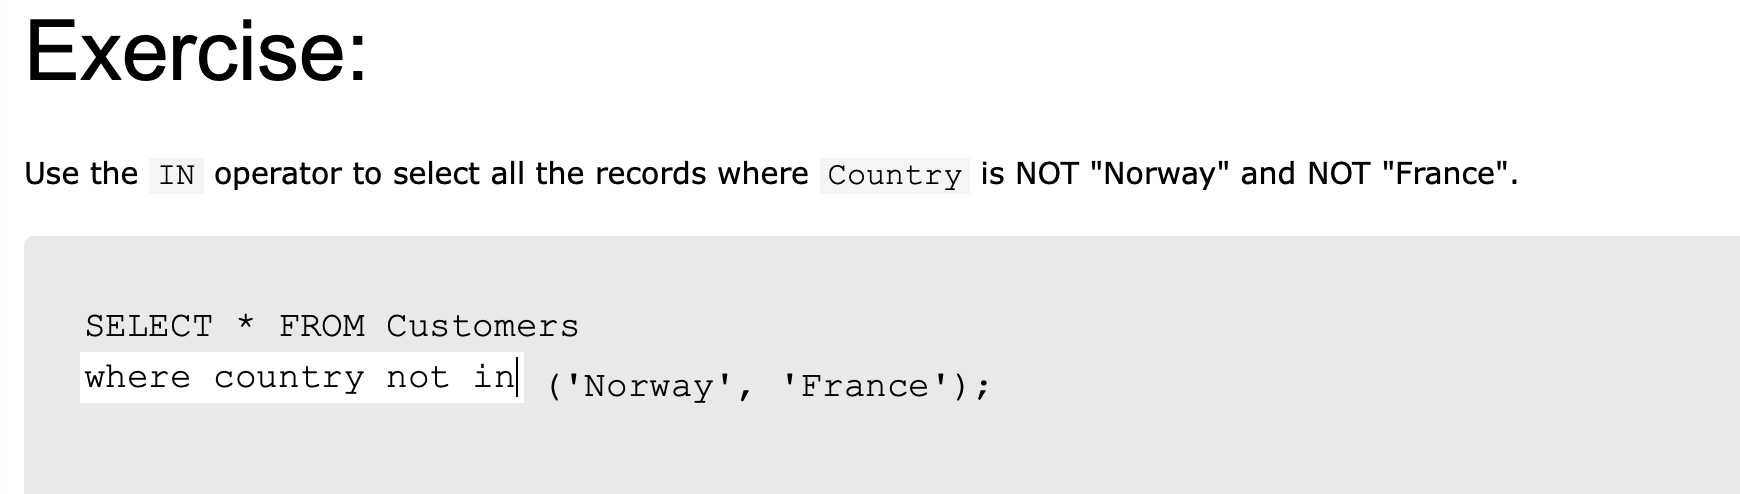 Exercise:
Use the IN operator to select all the records where Country is NOT "Norway" and NOT "France".
SELECT * FROM Customers
where country not in ('Norway', 'France');